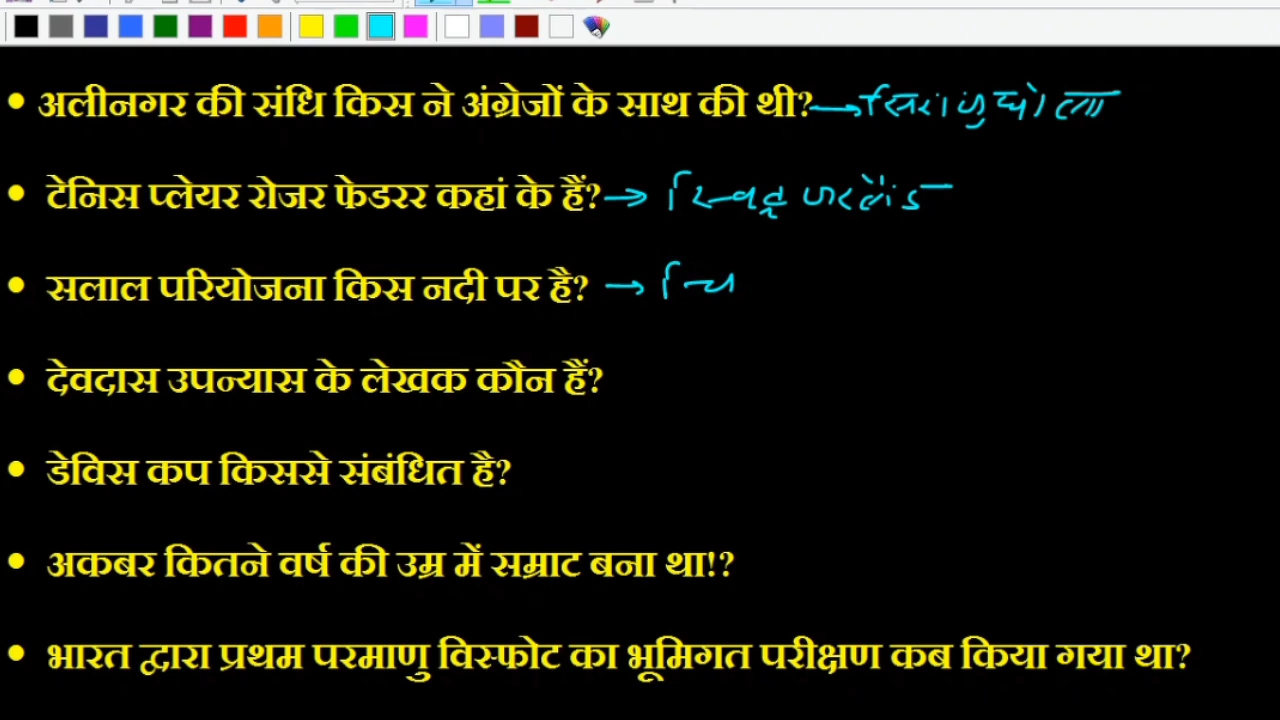 • अलीनगर की संधि किस ने अंग्रेजों के साथ की थी? → सिराजुद्दोला
• टेनिस प्लेयर रोजर फेडरर कहां के हैं? → स्विट्जरलैंड
• सलाल परियोजना किस नदी पर है? → चि
• देवदास उपन्यास के लेखक कौन हैं?
• डेविस कप किससे संबंधित है?
• अकबर कितने वर्ष की उम्र में सम्राट बना था!?
• भारत द्वारा प्रथम परमाणु विस्फोट का भूमिगत परीक्षण कब किया गया था?